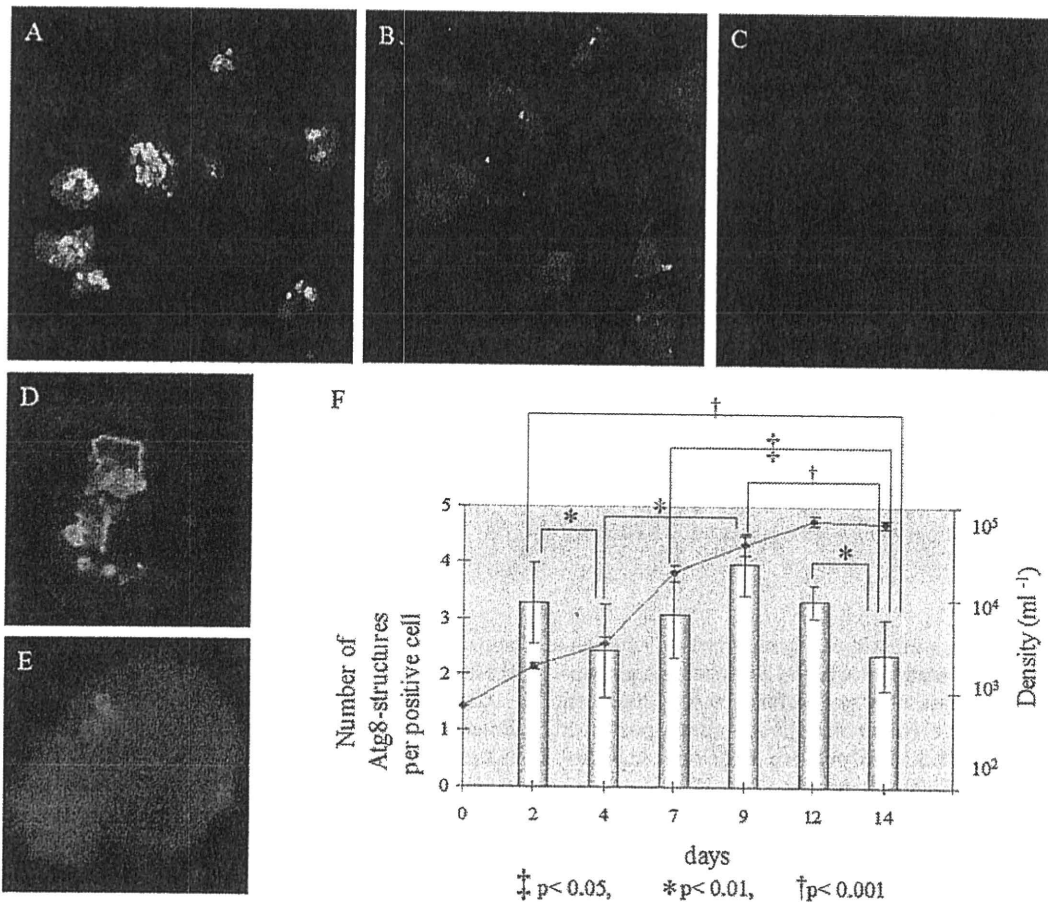 A
B
C
D
E
F
†
‡
†
*
*
*
5
4
3
2
1
0
Number of
Atg8-structures
per positive cell
10⁵
10⁴
10³
10²
Density (ml ⁻¹)
0 2 4 7 9 12 14
days
‡ p< 0.05, * p< 0.01, † p< 0.001